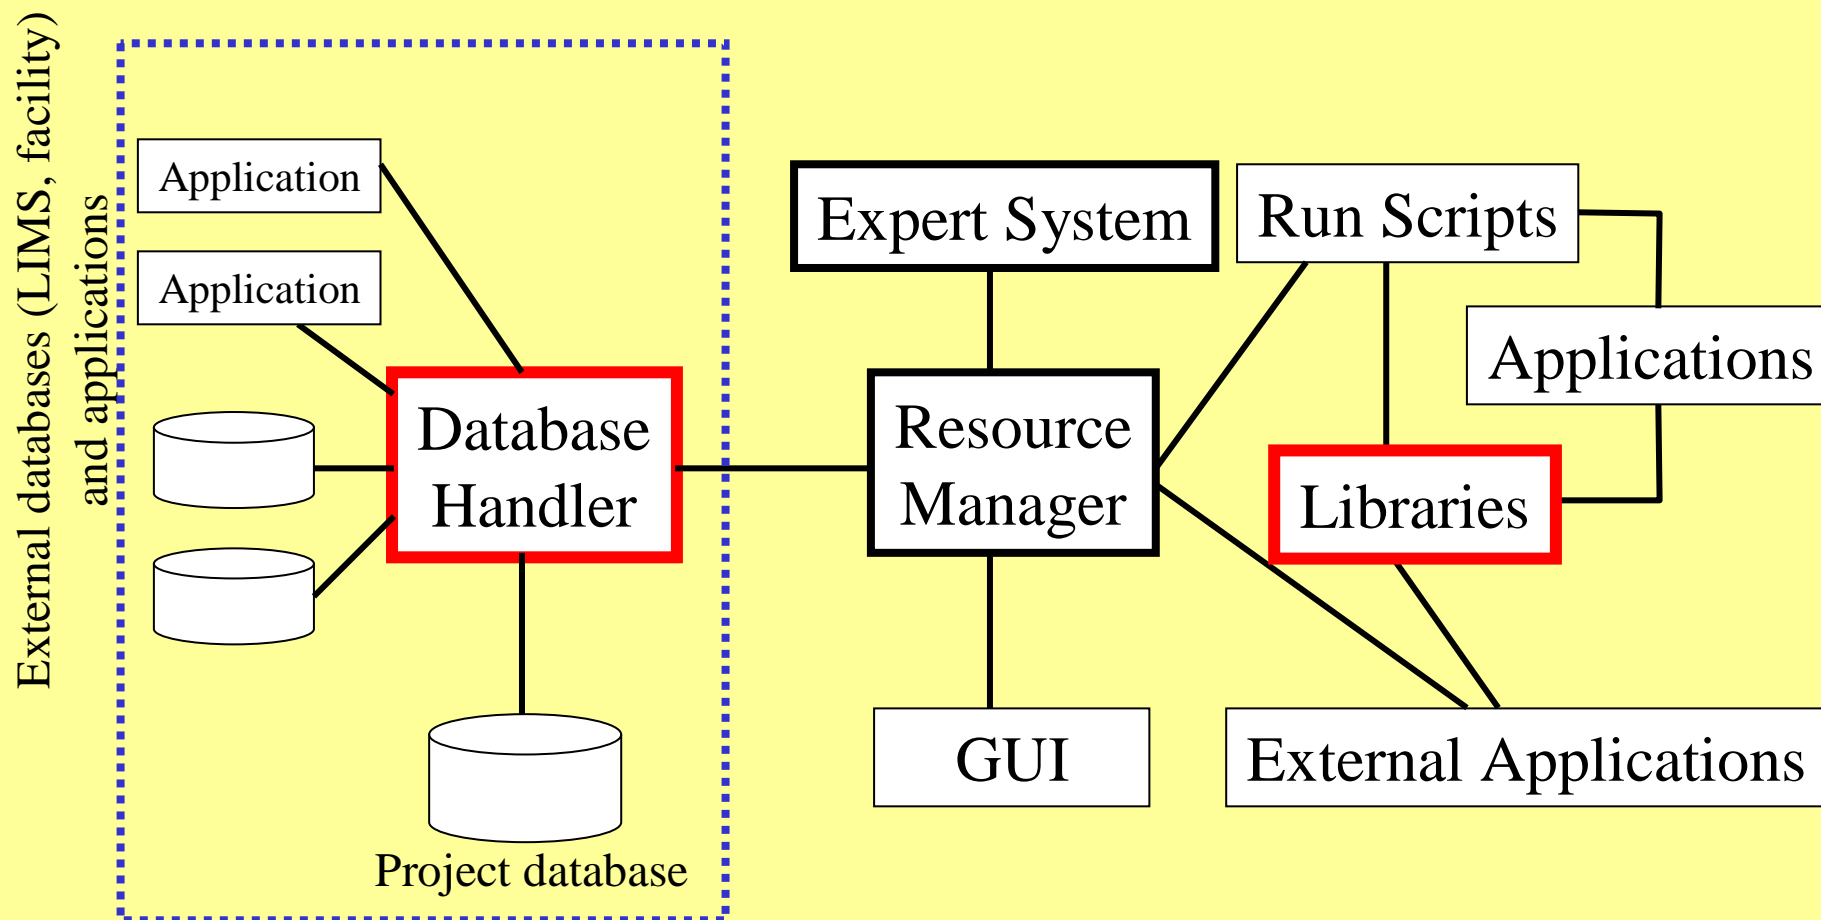 External databases (LIMS, facility)
and applications
Application
Application
Database
Handler
Project database
Expert System
Resource
Manager
GUI
Run Scripts
Applications
Libraries
External Applications